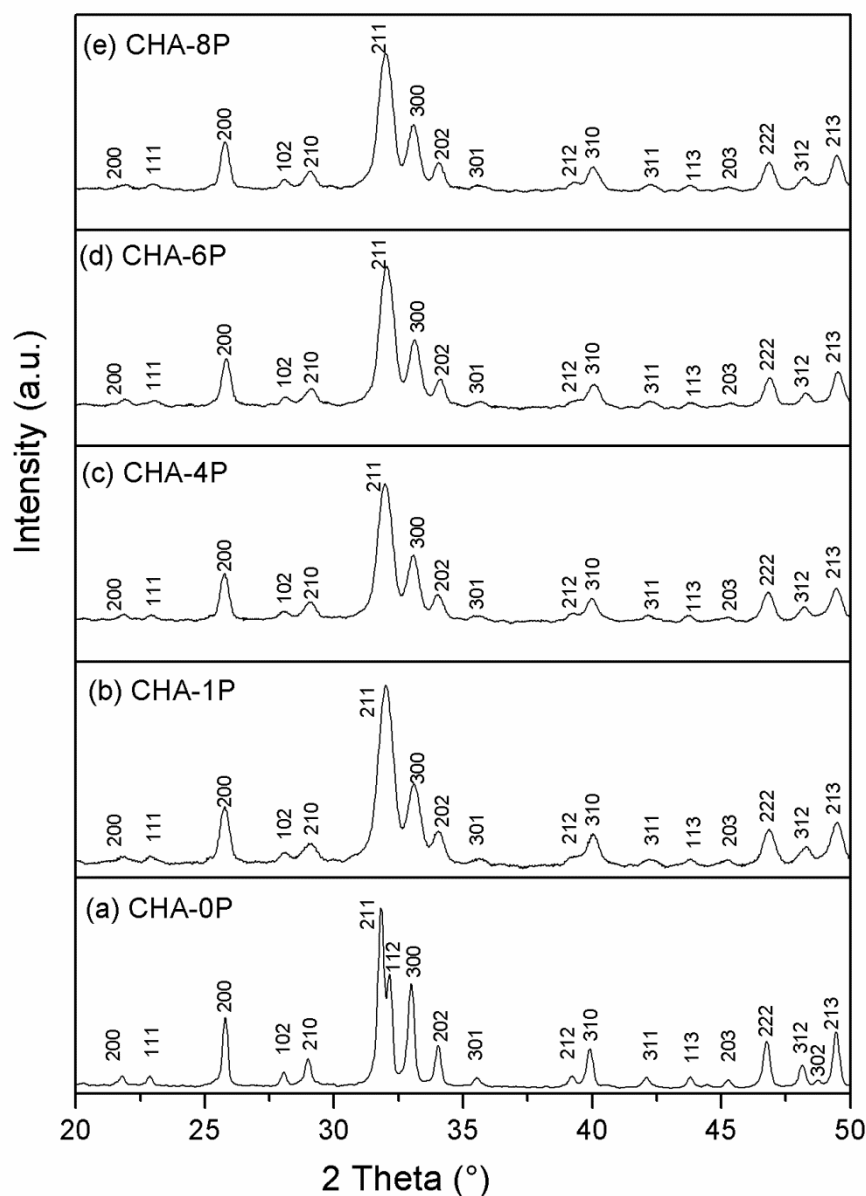 Intensity (a.u.)
(e) CHA-8P
200 111 200 102 210 211 300 202 301 212 310 311 113 203 222 312 213
(d) CHA-6P
200 111 200 102 210 211 300 202 301 212 310 311 113 203 222 312 213
(c) CHA-4P
200 111 200 102 210 211 300 202 301 212 310 311 113 203 222 312 213
(b) CHA-1P
200 111 200 102 210 211 300 202 301 212 310 311 113 203 222 312 213
(a) CHA-0P
200 111 200 102 210 211 112 300 202 301 212 310 311 113 203 222 312 302 213
20 25 30 35 40 45 50
2 Theta (°)